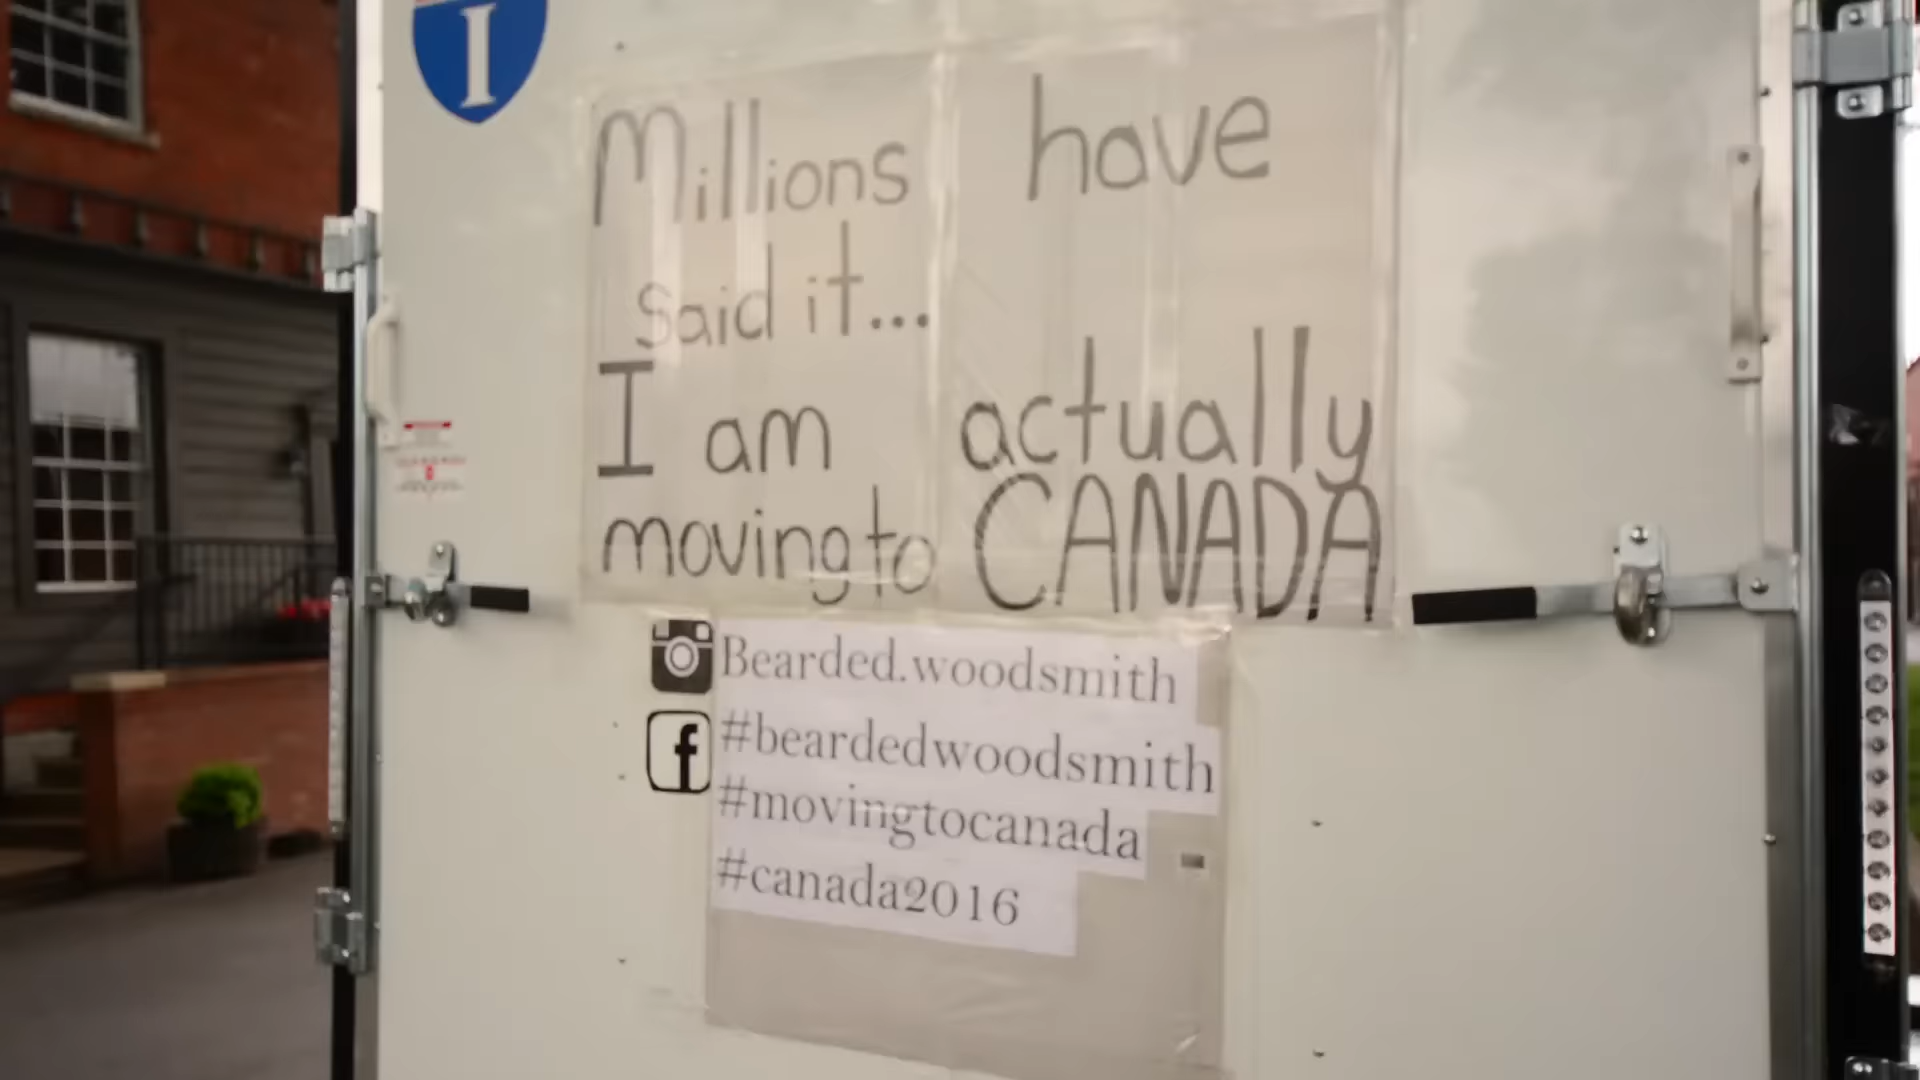 I
Millions have
said it...
I am actually
moving to CANADA
Bearded.woodsmith
f #beardedwoodsmith
#movingtocanada
#canada2016